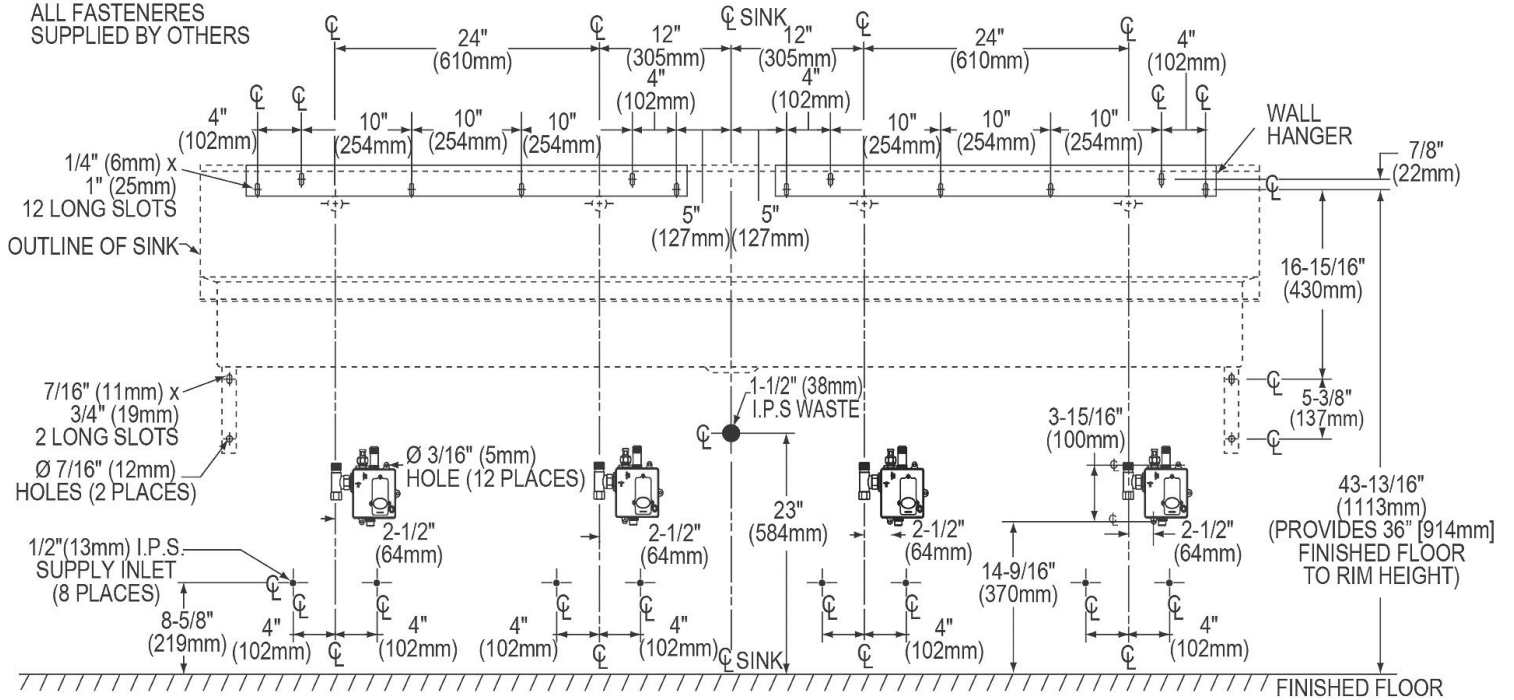 ALL FASTENERES
SUPPLIED BY OTHERS
℄
℄
℄ SINK
℄
℄
24"
(610mm)
12"
(305mm)
12"
(305mm)
24"
(610mm)
4"
(102mm)
4"
(102mm)
4"
(102mm)
℄
℄
℄
℄
4"
(102mm)
10"
(254mm)
10"
(254mm)
10"
(254mm)
10"
(254mm)
10"
(254mm)
10"
(254mm)
WALL
HANGER
7/8"
(22mm)
℄
1/4" (6mm) x
1" (25mm)
12 LONG SLOTS
5"
(127mm)
5"
(127mm)
OUTLINE OF SINK
16-15/16"
(430mm)
7/16" (11mm) x
3/4" (19mm)
2 LONG SLOTS
1-1/2" (38mm)
I.P.S WASTE
℄
℄
5-3/8"
(137mm)
℄
3-15/16"
(100mm)
℄
℄
Ø 7/16" (12mm)
HOLES (2 PLACES)
Ø 3/16" (5mm)
HOLE (12 PLACES)
23"
(584mm)
43-13/16"
(1113mm)
(PROVIDES 36" [914mm]
FINISHED FLOOR
TO RIM HEIGHT)
2-1/2"
(64mm)
2-1/2"
(64mm)
2-1/2"
(64mm)
2-1/2"
(64mm)
1/2"(13mm) I.P.S.
SUPPLY INLET
(8 PLACES)
℄
14-9/16"
(370mm)
8-5/8"
(219mm)
℄
℄
℄
℄
℄
℄
℄
℄
4"
(102mm)
4"
(102mm)
4"
(102mm)
4"
(102mm)
4"
(102mm)
4"
(102mm)
℄
℄
℄ SINK
℄
℄
FINISHED FLOOR